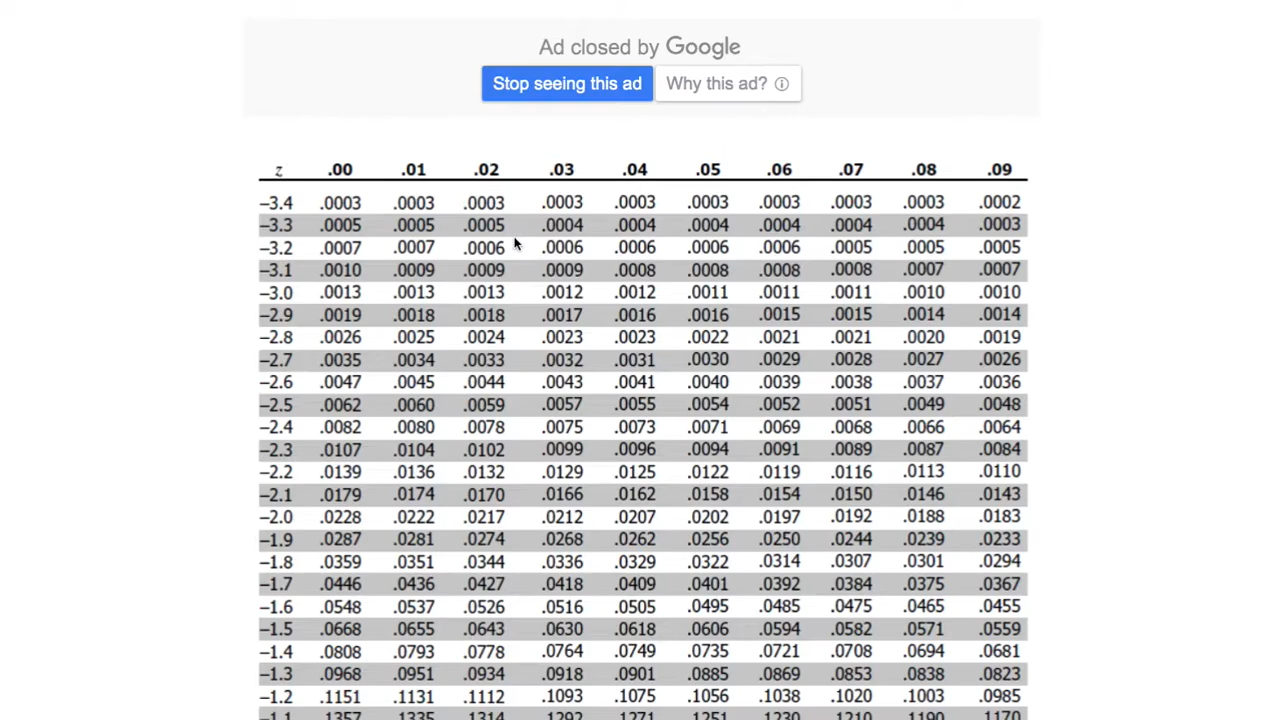 Ad closed by Google
Stop seeing this ad Why this ad?
z .00 .01 .02 .03 .04 .05 .06 .07 .08 .09
−3.4 .0003 .0003 .0003 .0003 .0003 .0003 .0003 .0003 .0003 .0002
−3.3 .0005 .0005 .0005 .0004 .0004 .0004 .0004 .0004 .0004 .0003
−3.2 .0007 .0007 .0006 .0006 .0006 .0006 .0006 .0005 .0005 .0005
−3.1 .0010 .0009 .0009 .0009 .0008 .0008 .0008 .0008 .0007 .0007
−3.0 .0013 .0013 .0013 .0012 .0012 .0011 .0011 .0011 .0010 .0010
−2.9 .0019 .0018 .0018 .0017 .0016 .0016 .0015 .0015 .0014 .0014
−2.8 .0026 .0025 .0024 .0023 .0023 .0022 .0021 .0021 .0020 .0019
−2.7 .0035 .0034 .0033 .0032 .0031 .0030 .0029 .0028 .0027 .0026
−2.6 .0047 .0045 .0044 .0043 .0041 .0040 .0039 .0038 .0037 .0036
−2.5 .0062 .0060 .0059 .0057 .0055 .0054 .0052 .0051 .0049 .0048
−2.4 .0082 .0080 .0078 .0075 .0073 .0071 .0069 .0068 .0066 .0064
−2.3 .0107 .0104 .0102 .0099 .0096 .0094 .0091 .0089 .0087 .0084
−2.2 .0139 .0136 .0132 .0129 .0125 .0122 .0119 .0116 .0113 .0110
−2.1 .0179 .0174 .0170 .0166 .0162 .0158 .0154 .0150 .0146 .0143
−2.0 .0228 .0222 .0217 .0212 .0207 .0202 .0197 .0192 .0188 .0183
−1.9 .0287 .0281 .0274 .0268 .0262 .0256 .0250 .0244 .0239 .0233
−1.8 .0359 .0351 .0344 .0336 .0329 .0322 .0314 .0307 .0301 .0294
−1.7 .0446 .0436 .0427 .0418 .0409 .0401 .0392 .0384 .0375 .0367
−1.6 .0548 .0537 .0526 .0516 .0505 .0495 .0485 .0475 .0465 .0455
−1.5 .0668 .0655 .0643 .0630 .0618 .0606 .0594 .0582 .0571 .0559
−1.4 .0808 .0793 .0778 .0764 .0749 .0735 .0721 .0708 .0694 .0681
−1.3 .0968 .0951 .0934 .0918 .0901 .0885 .0869 .0853 .0838 .0823
−1.2 .1151 .1131 .1112 .1093 .1075 .1056 .1038 .1020 .1003 .0985
−1.1 .1357 .1335 .1314 .1292 .1271 .1251 .1230 .1210 .1190 .1170